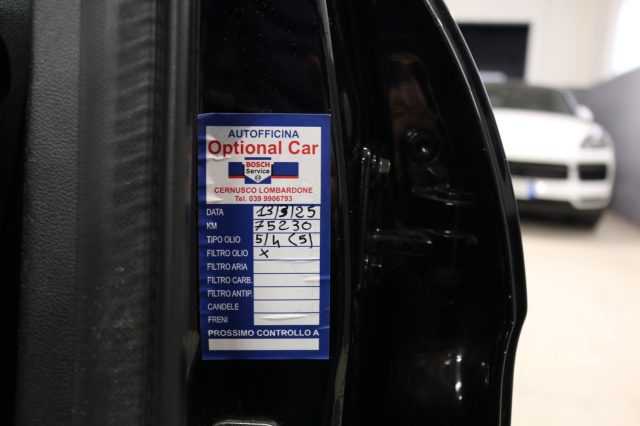 AUTOFFICINA
Optional Car
BOSCH
Service
CERNUSCO LOMBARDONE
Tel. 039 9906793
DATA 13/3/25
KM 75230
TIPO OLIO 5/4 (5)
FILTRO OLIO X
FILTRO ARIA
FILTRO CARB.
FILTRO ANTIP.
CANDELE
FRENI
PROSSIMO CONTROLLO A